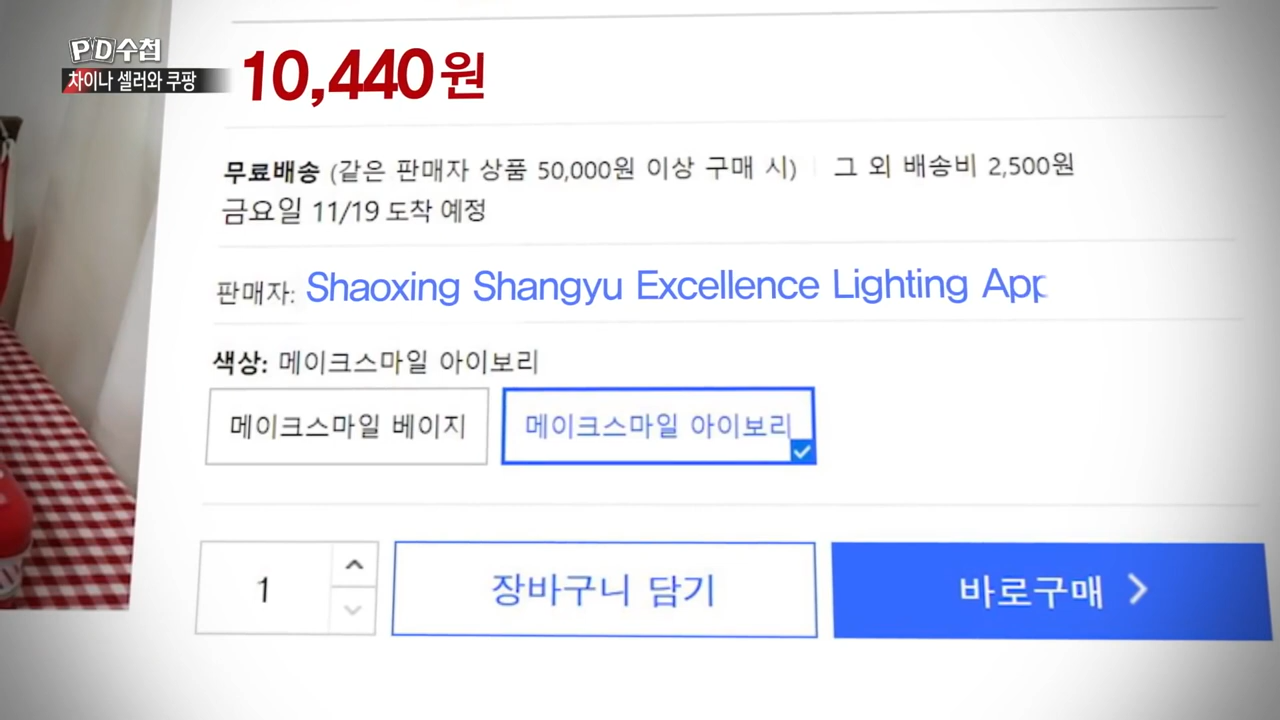 PD수첩
차이나 셀러와 쿠팡
10,440원
무료배송 (같은 판매자 상품 50,000원 이상 구매 시) 그 외 배송비 2,500원
금요일 11/19 도착 예정
판매자: Shaoxing Shangyu Excellence Lighting App
색상: 메이크스마일 아이보리
메이크스마일 베이지 메이크스마일 아이보리
1 장바구니 담기 바로구매